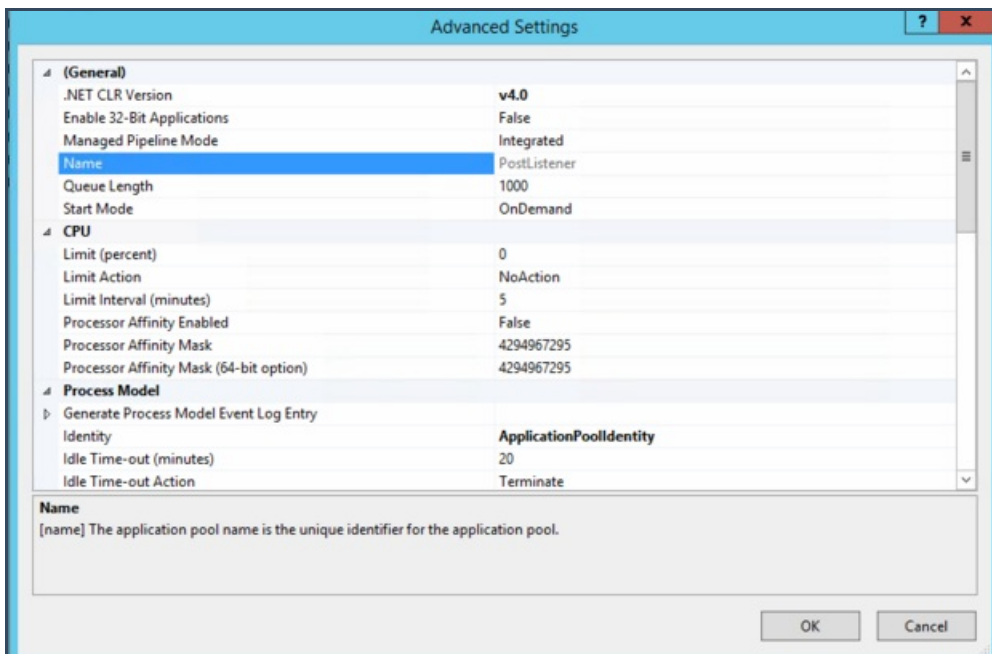 Advanced Settings
? x
(General)
.NET CLR Version v4.0
Enable 32-Bit Applications False
Managed Pipeline Mode Integrated
Name PostListener
Queue Length 1000
Start Mode OnDemand
CPU
Limit (percent) 0
Limit Action NoAction
Limit Interval (minutes) 5
Processor Affinity Enabled False
Processor Affinity Mask 4294967295
Processor Affinity Mask (64-bit option) 4294967295
Process Model
Generate Process Model Event Log Entry
Identity ApplicationPoolIdentity
Idle Time-out (minutes) 20
Idle Time-out Action Terminate
Name
[name] The application pool name is the unique identifier for the application pool.
OK Cancel